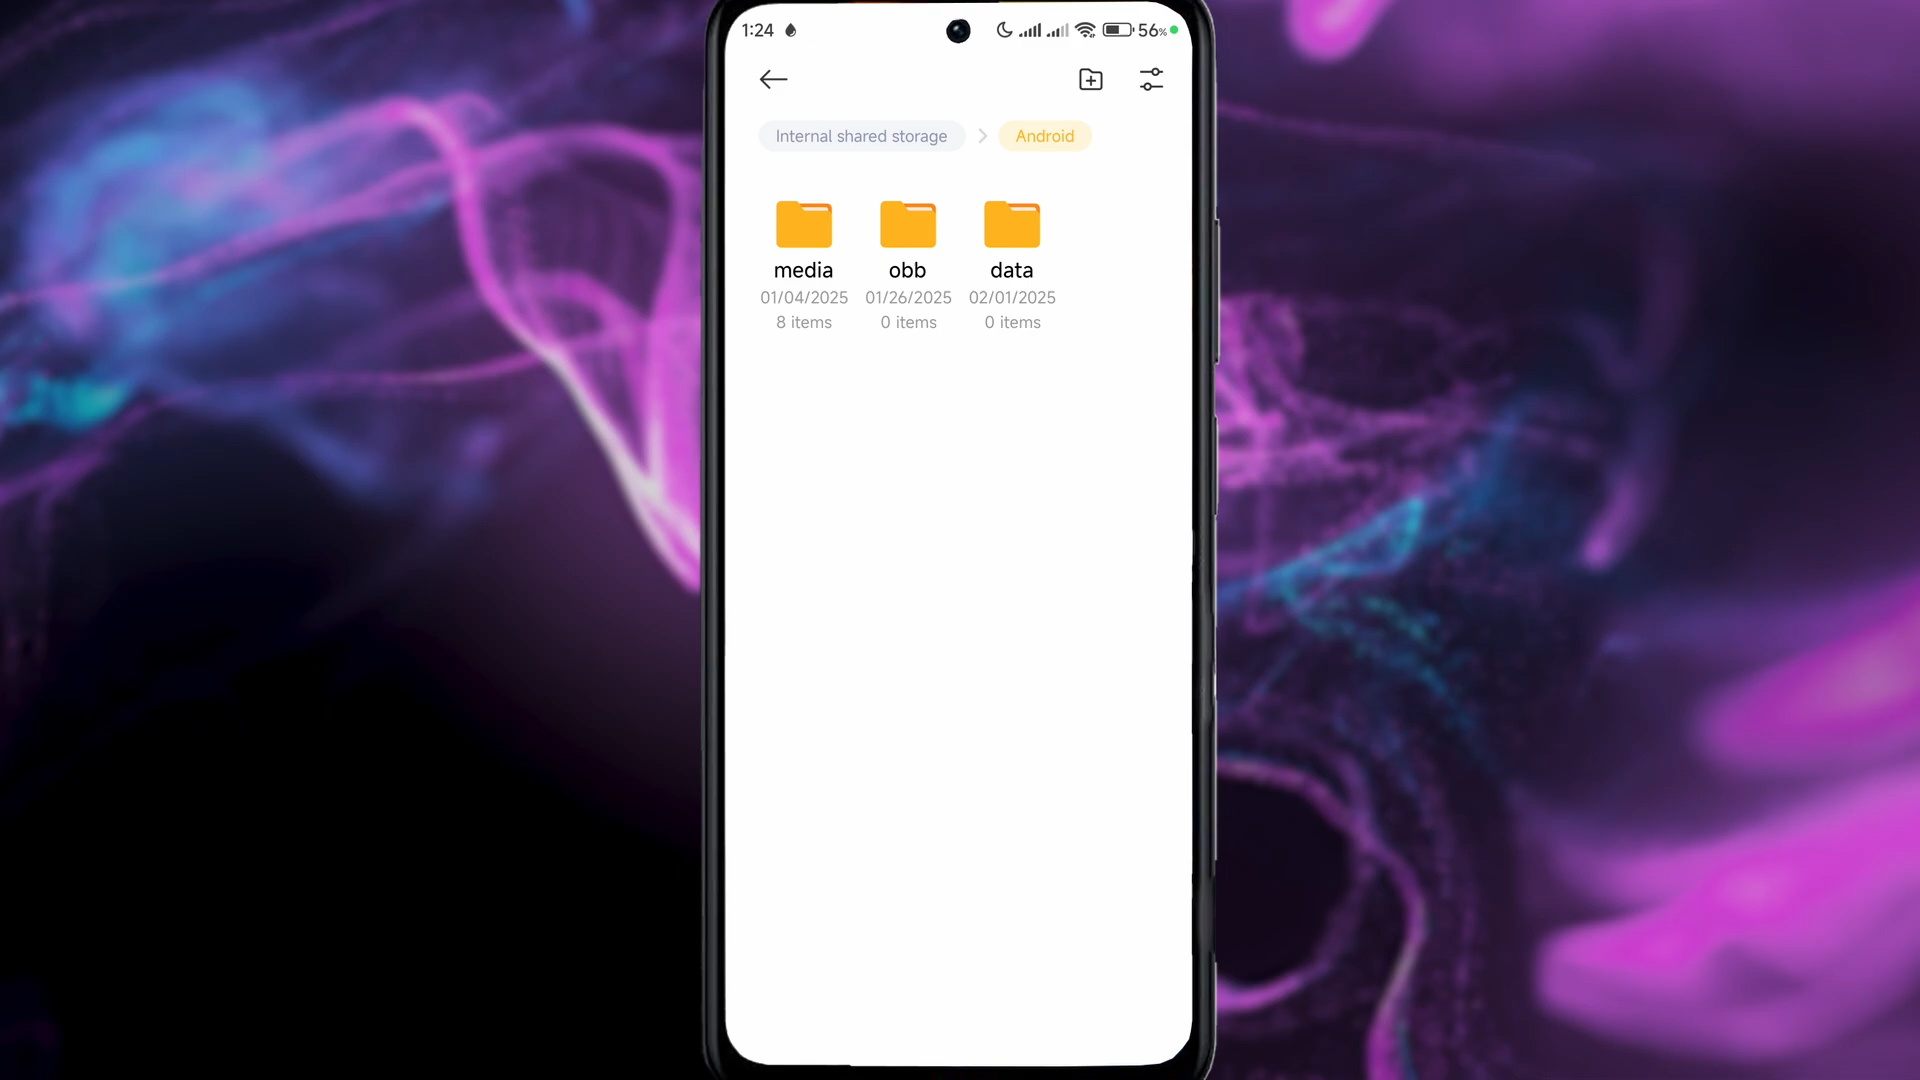 1:24 56%
Internal shared storage > Android
media obb data
01/04/2025 01/26/2025 02/01/2025
8 items 0 items 0 items